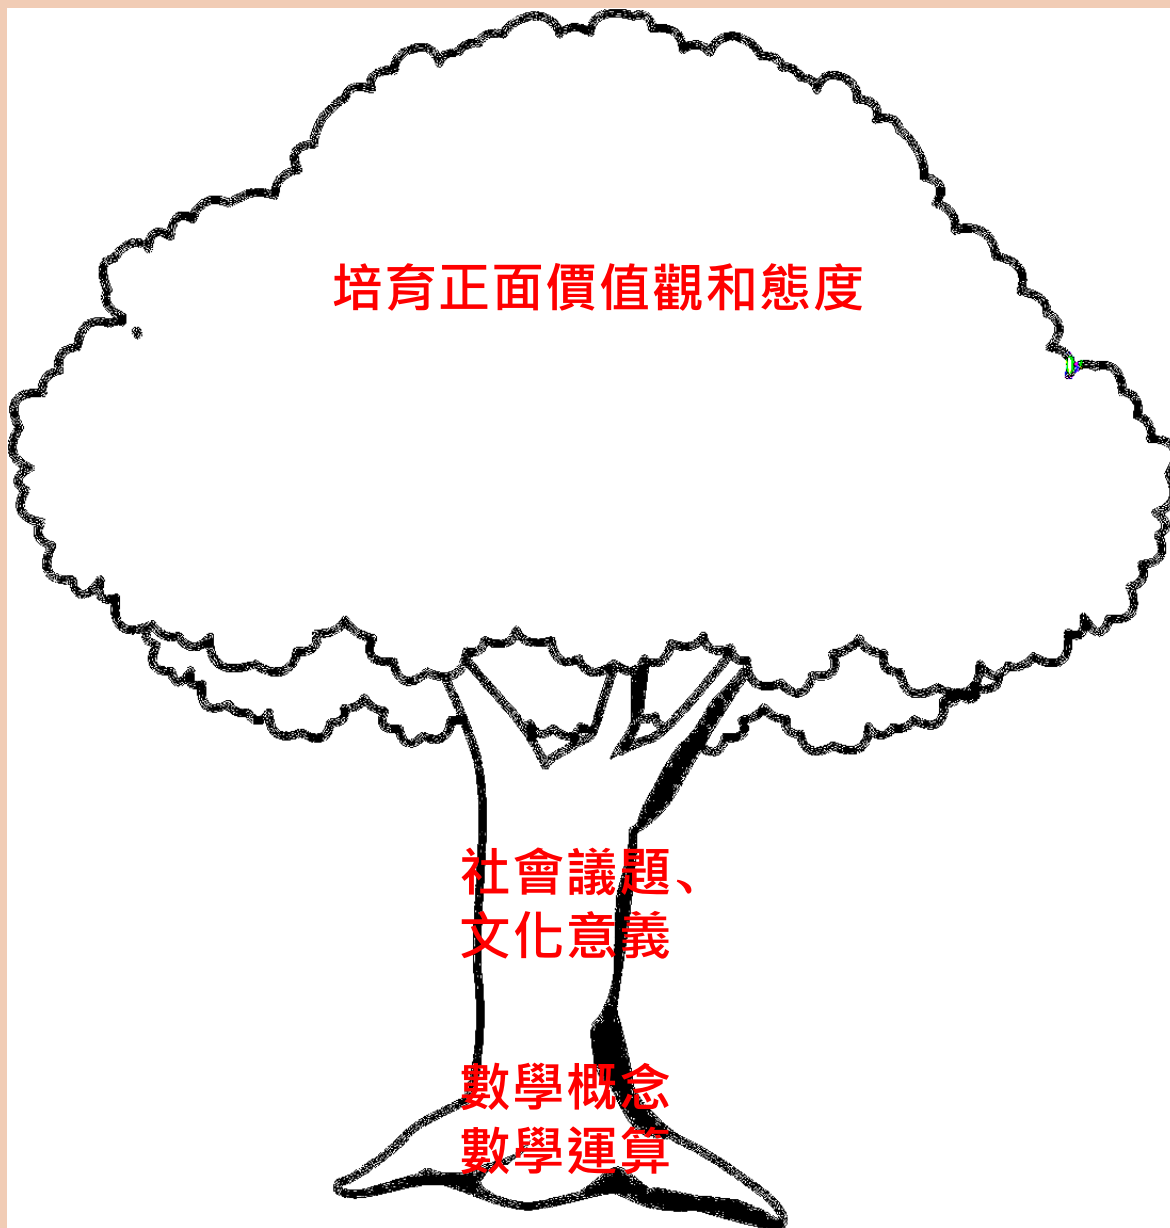 培育正面價值觀和態度
社會議題、
文化意義
數學概念
數學運算